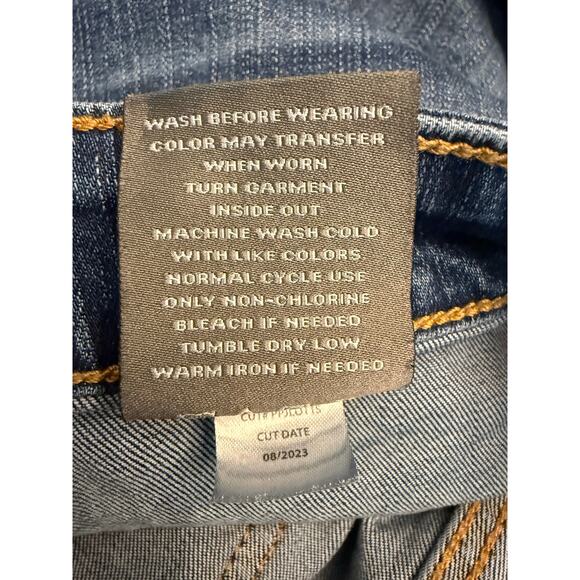 WASH BEFORE WEARING
COLOR MAY TRANSFER
WHEN WORN
TURN GARMENT
INSIDE OUT
MACHINE WASH COLD
WITH LIKE COLORS
NORMAL CYCLE USE
ONLY NON-CHLORINE
BLEACH IF NEEDED
TUMBLE DRY LOW
WARM IRON IF NEEDED
CUT DATE
08/2023